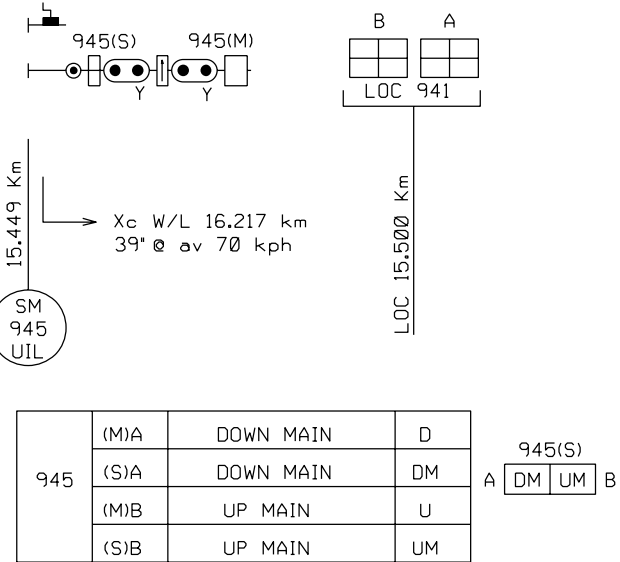 945(S) 945(M)
Y Y
B A
LOC 941
15.449 Km
Xc W/L 16.217 km
39" @ av 70 kph
LOC 15.500 Km
SM
945
UIL
945
(M)A DOWN MAIN D
(S)A DOWN MAIN DM
(M)B UP MAIN U
(S)B UP MAIN UM
945(S)
A DM UM B